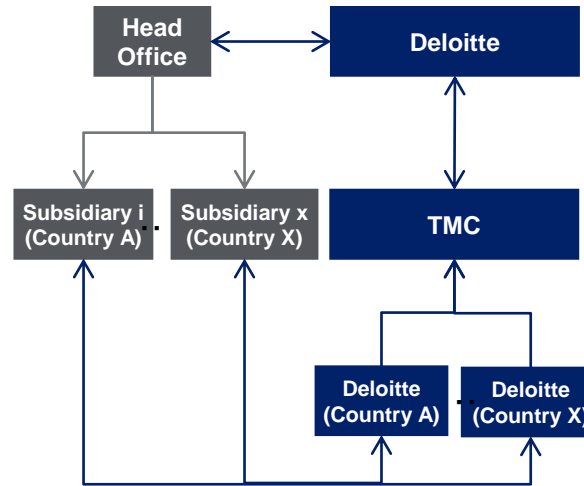 Head
Office
Deloitte
Subsidiary i
(Country A)
..
Subsidiary x
(Country X)
TMC
Deloitte
(Country A)
..
Deloitte
(Country X)